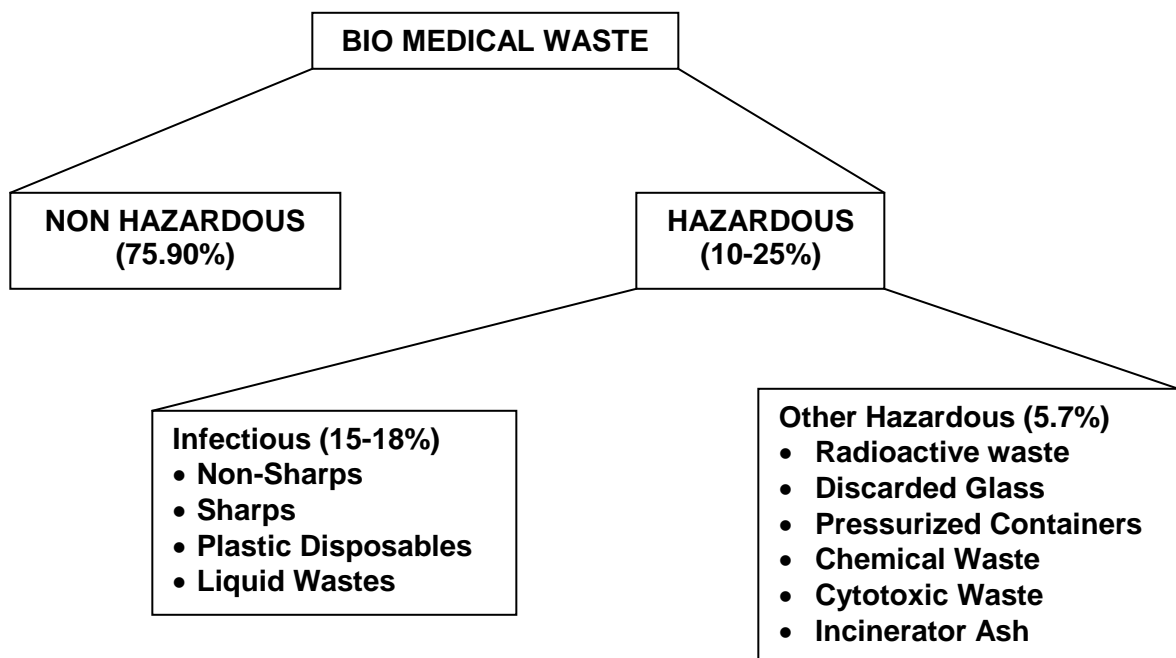 BIO MEDICAL WASTE
NON HAZARDOUS
(75.90%)
HAZARDOUS
(10-25%)
Infectious (15-18%)
• Non-Sharps
• Sharps
• Plastic Disposables
• Liquid Wastes
Other Hazardous (5.7%)
• Radioactive waste
• Discarded Glass
• Pressurized Containers
• Chemical Waste
• Cytotoxic Waste
• Incinerator Ash